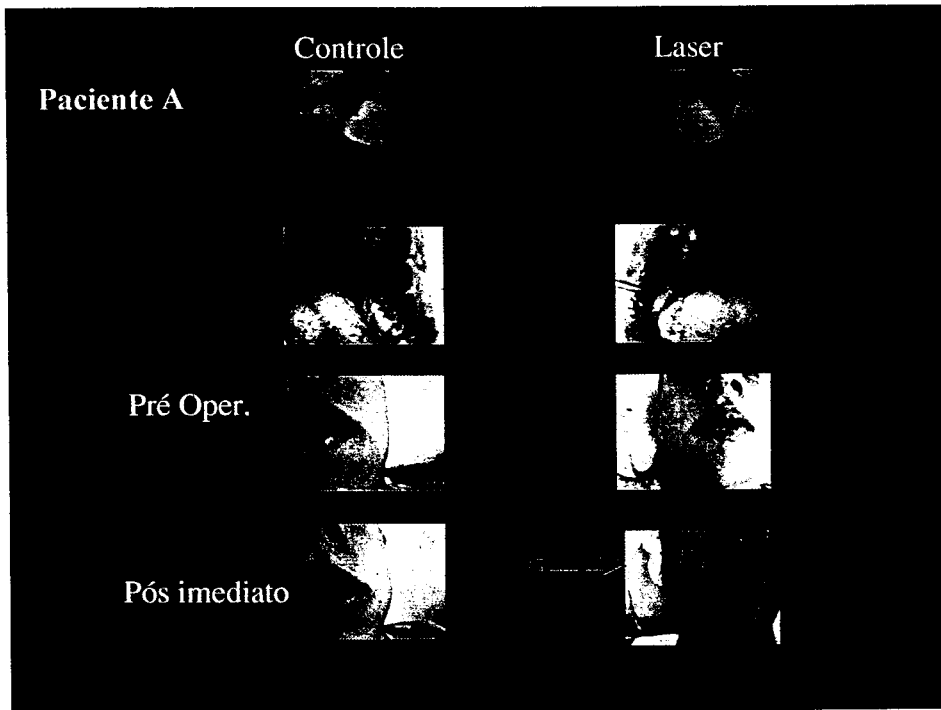 Controle Laser
Paciente A
Pré Oper.
Pós imediato